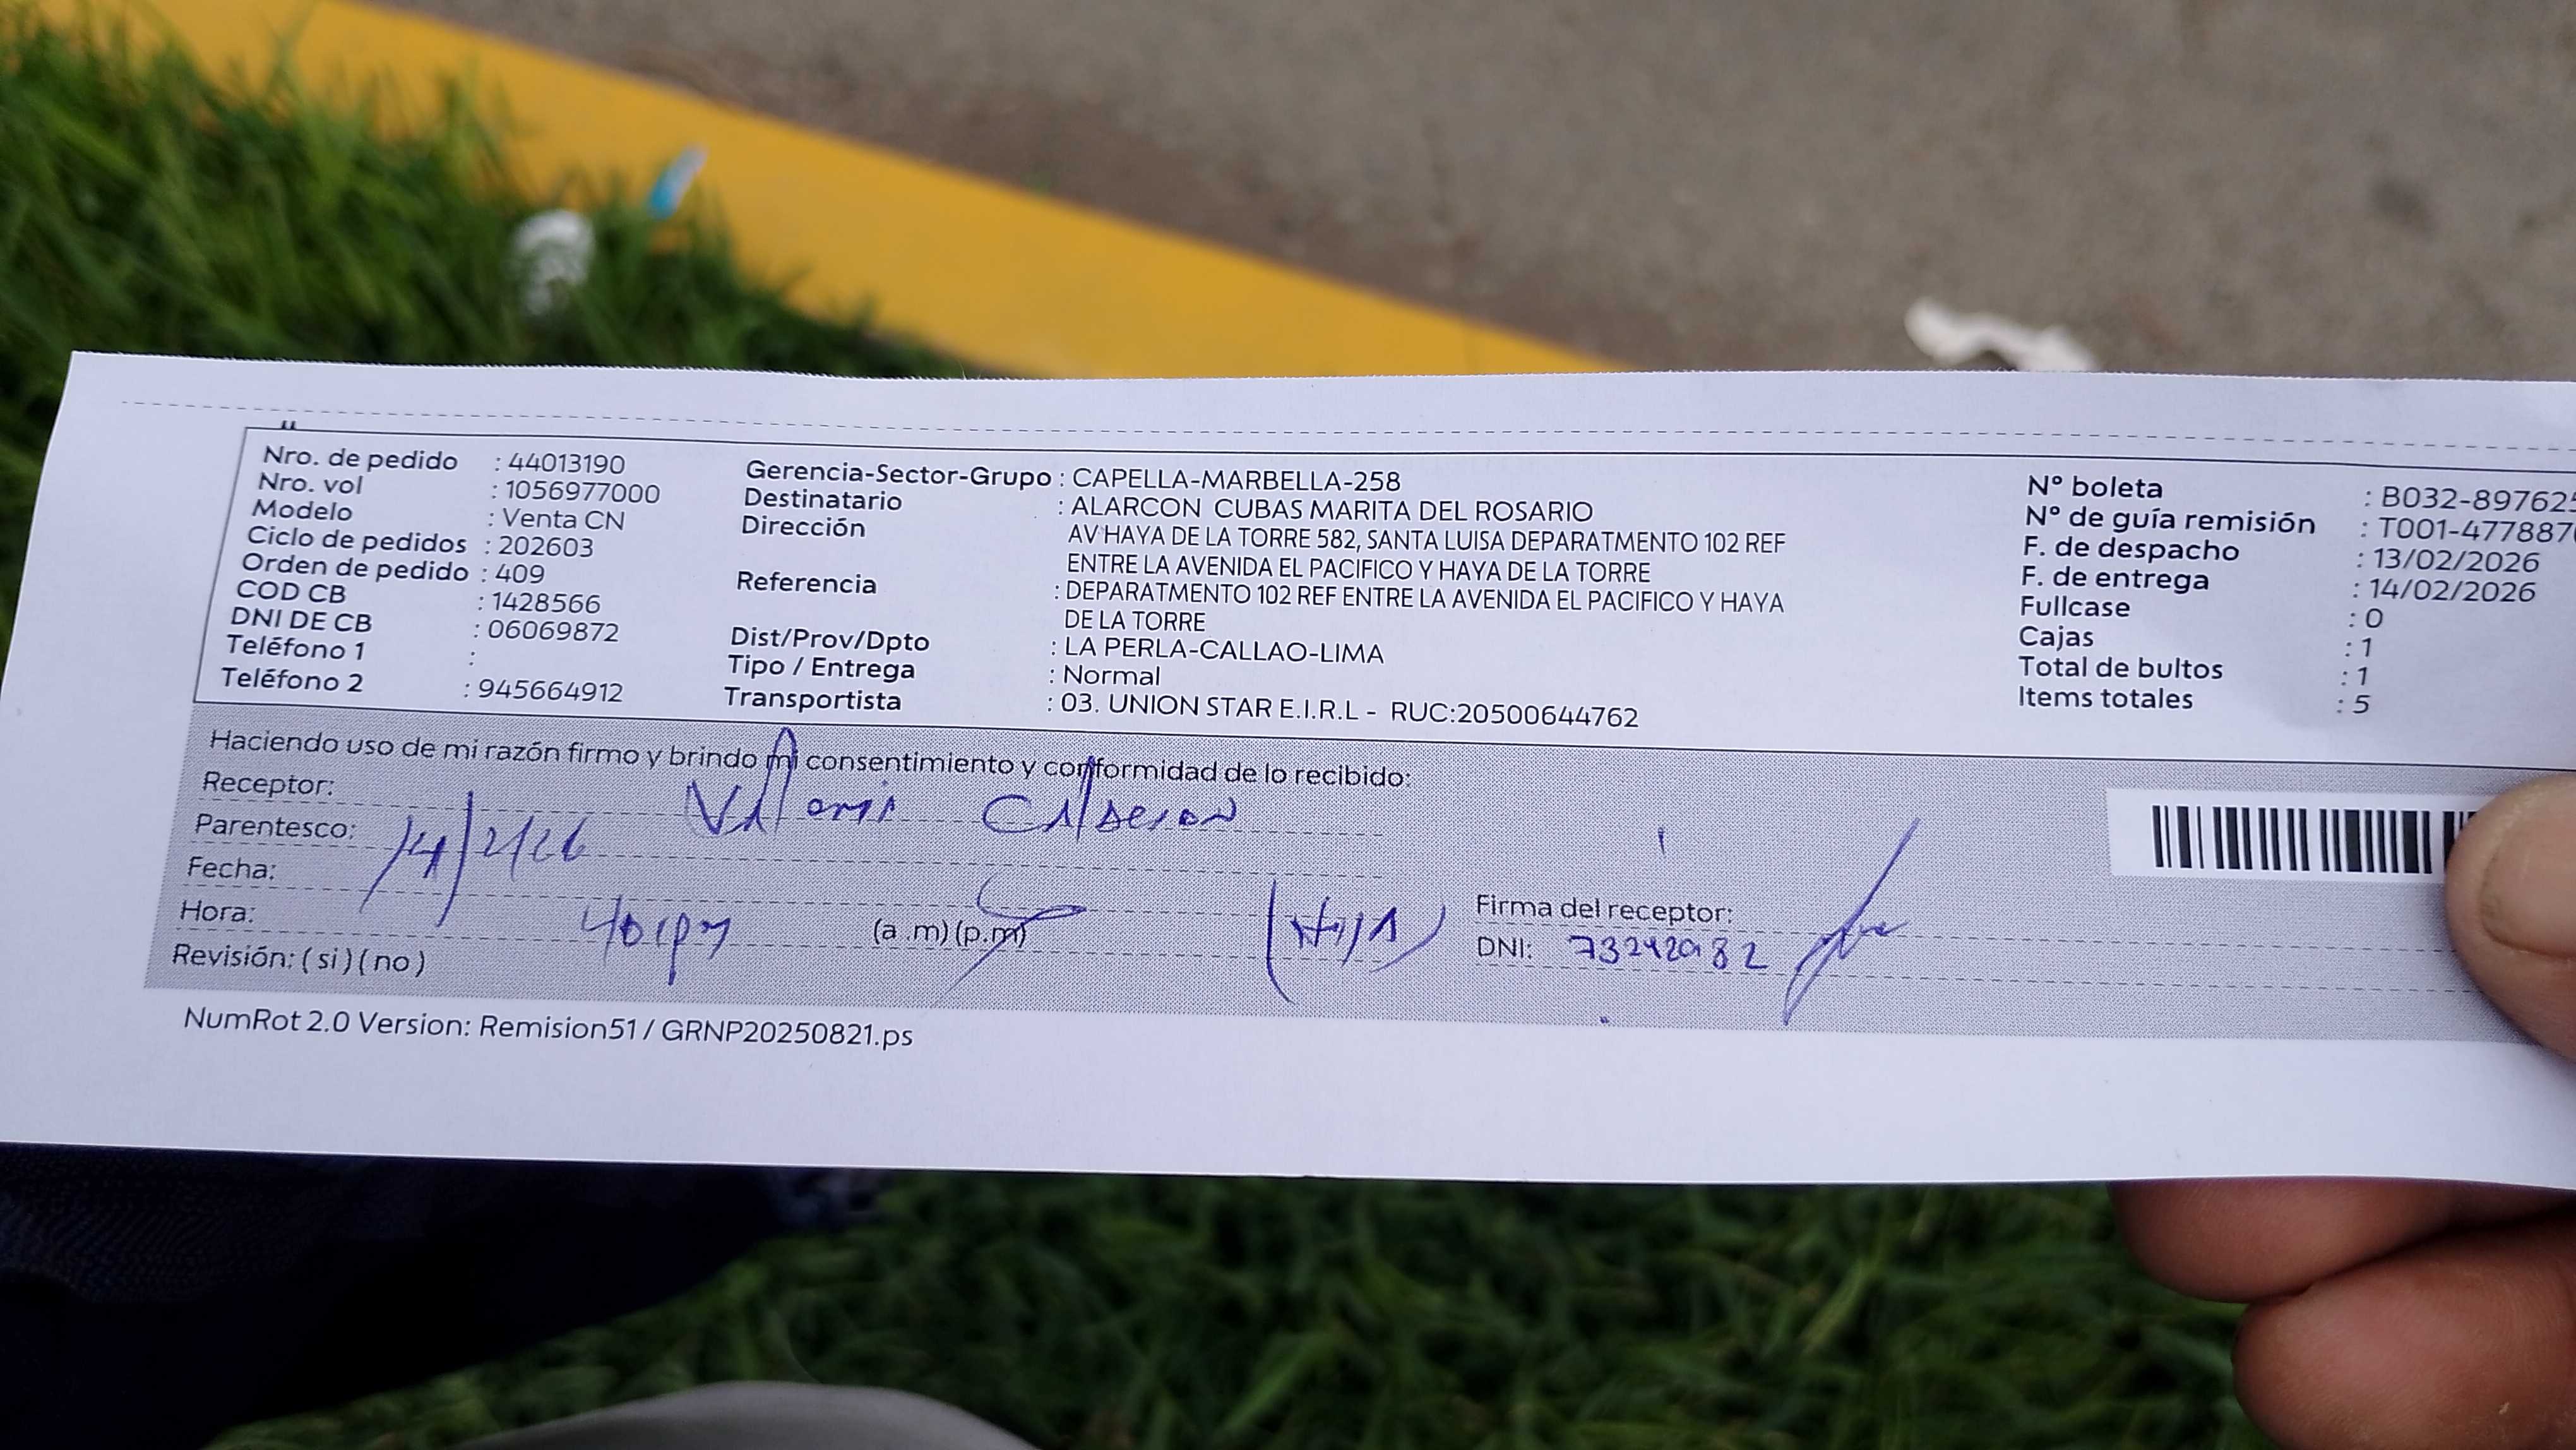 Nro. de pedido : 44013190
Nro. vol : 1056977000
Modelo : Venta CN
Ciclo de pedidos : 202603
Orden de pedido : 409
COD CB : 1428566
DNI DE CB : 06069872
Teléfono 1 :
Teléfono 2 : 945664912
Gerencia-Sector-Grupo : CAPELLA-MARBELLA-258
Destinatario : ALARCON CUBAS MARITA DEL ROSARIO
Dirección AV HAYA DE LA TORRE 582, SANTA LUISA DEPARATMENTO 102 REF
ENTRE LA AVENIDA EL PACIFICO Y HAYA DE LA TORRE
Referencia : DEPARATMENTO 102 REF ENTRE LA AVENIDA EL PACIFICO Y HAYA
DE LA TORRE
Dist/Prov/Dpto : LA PERLA-CALLAO-LIMA
Tipo / Entrega : Normal
Transportista : 03. UNION STAR E.I.R.L - RUC:20500644762
N° boleta : B032-89762
N° de guía remisión : T001-477887
F. de despacho : 13/02/2026
F. de entrega : 14/02/2026
Fullcase : 0
Cajas : 1
Total de bultos : 1
Items totales : 5
Haciendo uso de mi razón firmo y brindo mi consentimiento y conformidad de lo recibido:
Receptor: Calderon
Parentesco:
Fecha: 14/2/26
Hora: (a .m) (p.m)
Revisión: ( si ) ( no )
Firma del receptor:
DNI:
NumRot 2.0 Version: Remision51 / GRNP20250821.ps